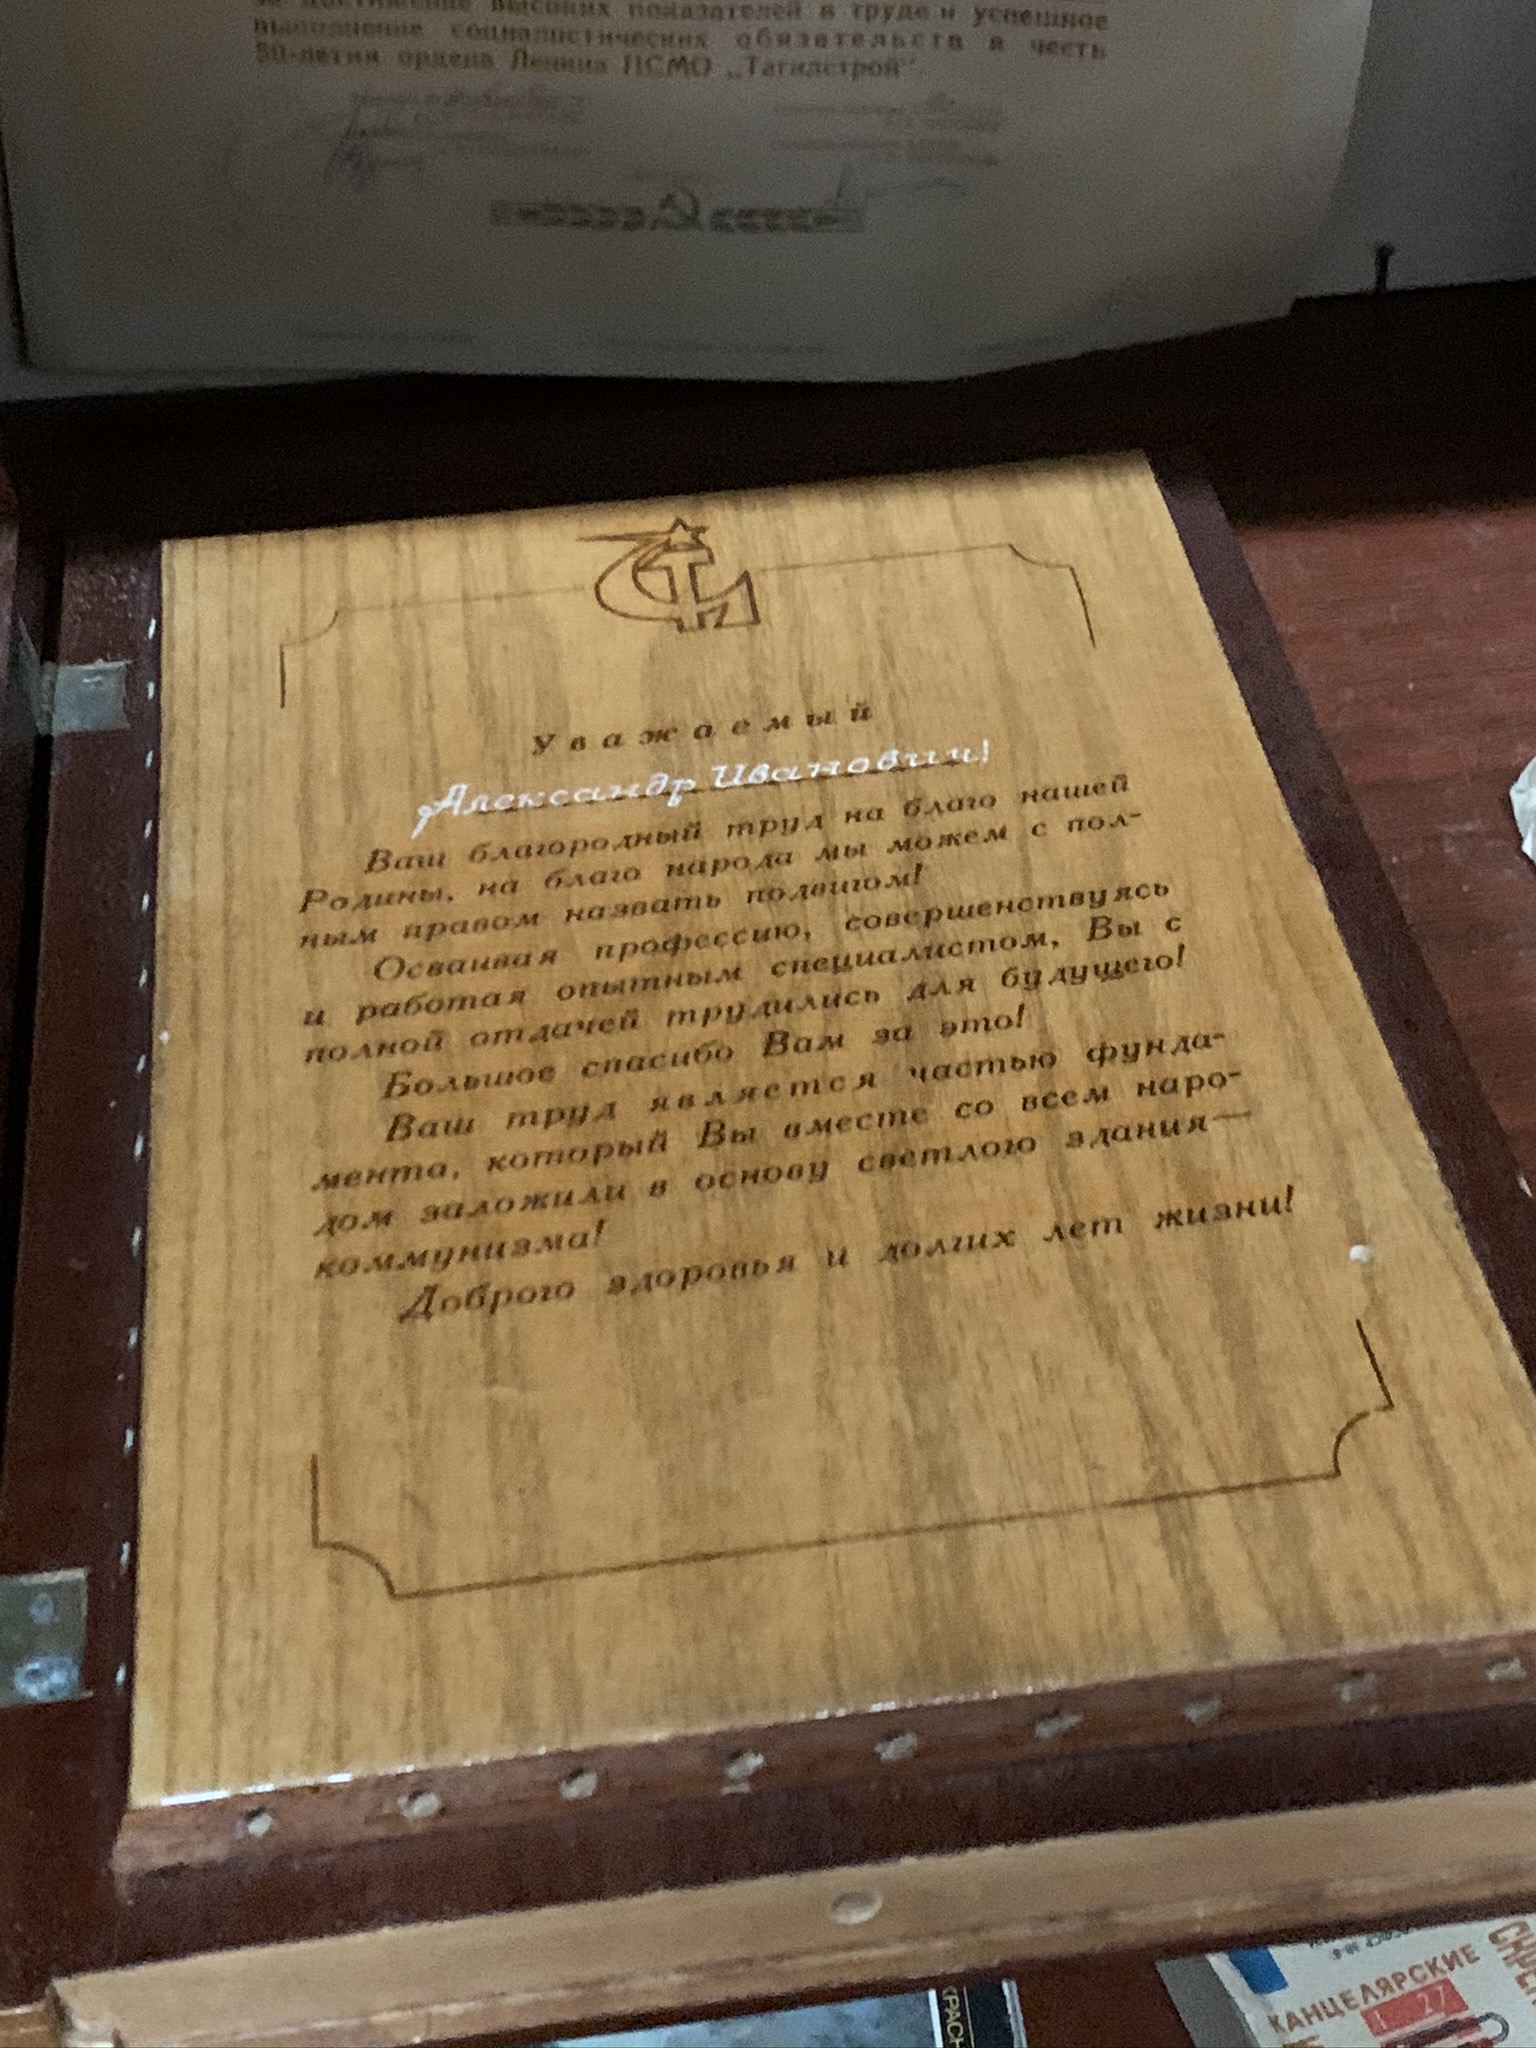 за достижение высоких показателей в труде и успешное
выполнение социалистических обязательств в честь
50-летия ордена Ленина ПСМО „Тагилстрой“.
Уважаемый
Александр Иванович!
Ваш благородный труд на благо нашей
Родины, на благо народа мы можем с пол-
ным правом назвать подвигом!
Осваивая профессию, совершенствуясь
и работая опытным специалистом, Вы с
полной отдачей трудились для будущего!
Большое спасибо Вам за это!
Ваш труд является частью фунда-
мента, который Вы вместе со всем наро-
дом заложили в основу светлого здания—
коммунизма!
Доброго здоровья и долгих лет жизни!
КАНЦЕЛЯРСКИЕ